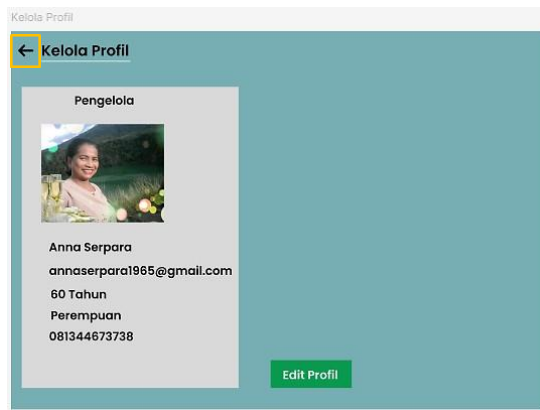 Kelola Profil
Kelola Profil
Pengelola
Anna Serpara
annaserpara1965@gmail.com
60 Tahun
Perempuan
081344673738
Edit Profil